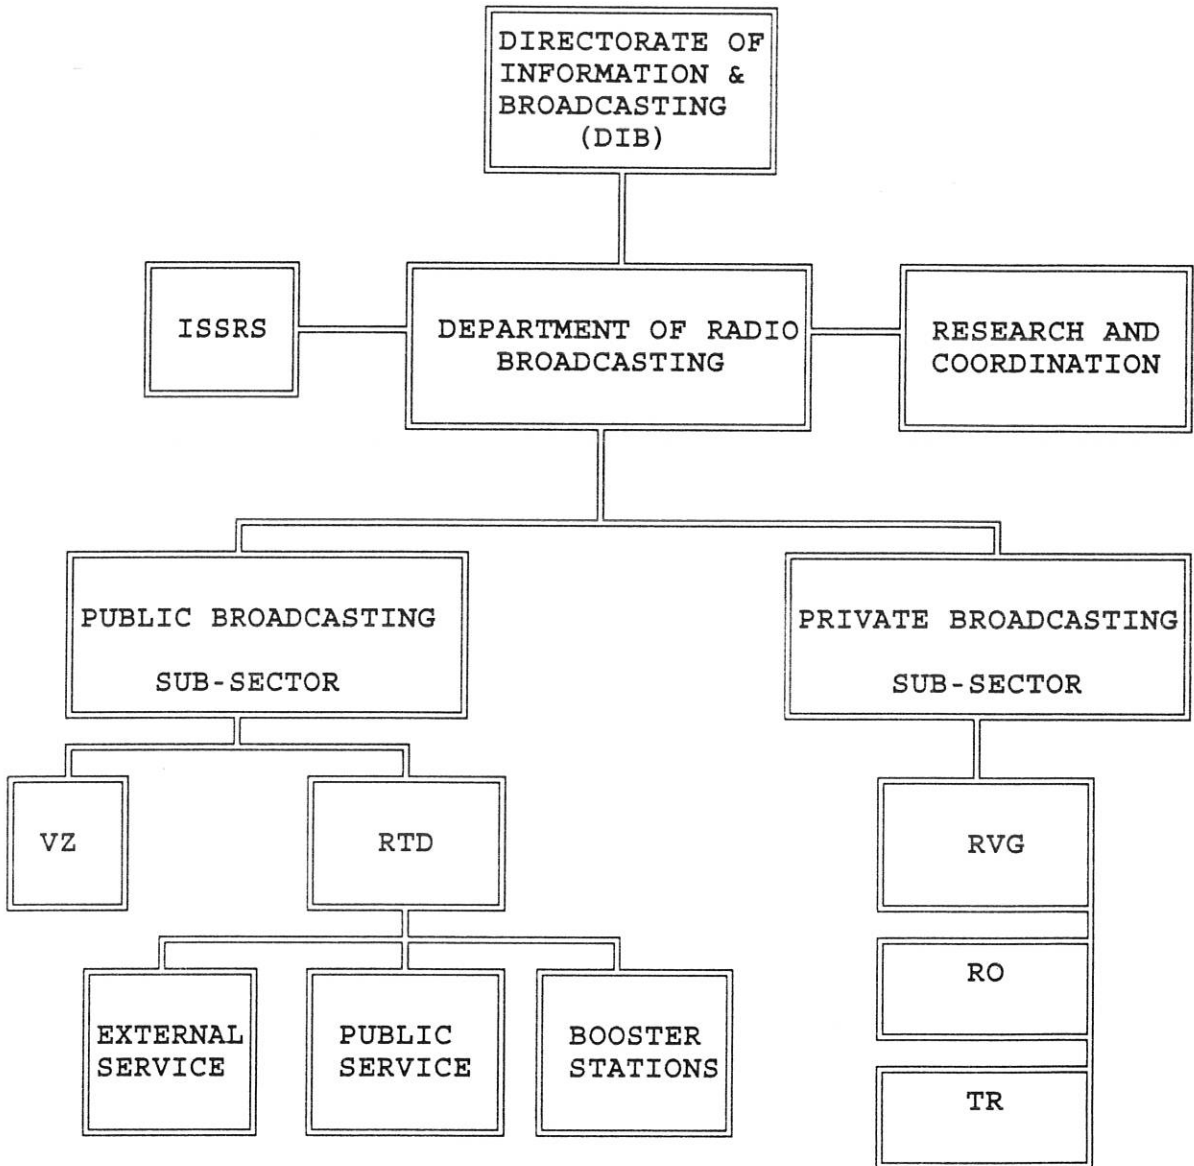 DIRECTORATE OF
INFORMATION &
BROADCASTING
(DIB)
ISSRS
DEPARTMENT OF RADIO
BROADCASTING
RESEARCH AND
COORDINATION
PUBLIC BROADCASTING
SUB-SECTOR
PRIVATE BROADCASTING
SUB-SECTOR
VZ
RTD
RVG
EXTERNAL
SERVICE
PUBLIC
SERVICE
BOOSTER
STATIONS
RO
TR